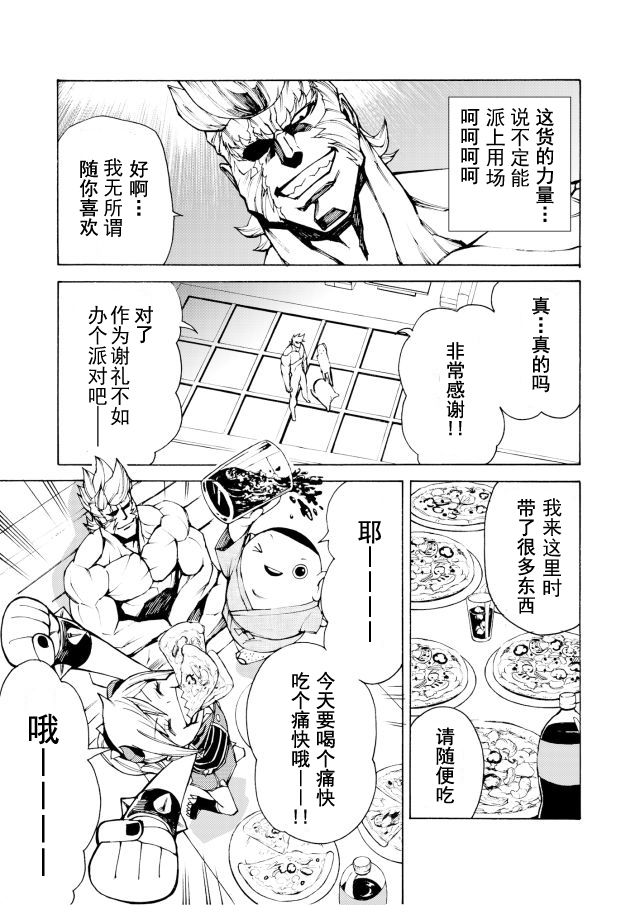 这货的力量…
说不定能
派上用场
呵呵呵呵
好啊…
我无所谓
随你喜欢
真…真的吗
非常感谢!!
对了
作为谢礼不如
办个派对吧——
我来这里时
带了很多东西
请随便吃
耶————
今天要喝个痛快
吃个痛快哦——!!
哦————